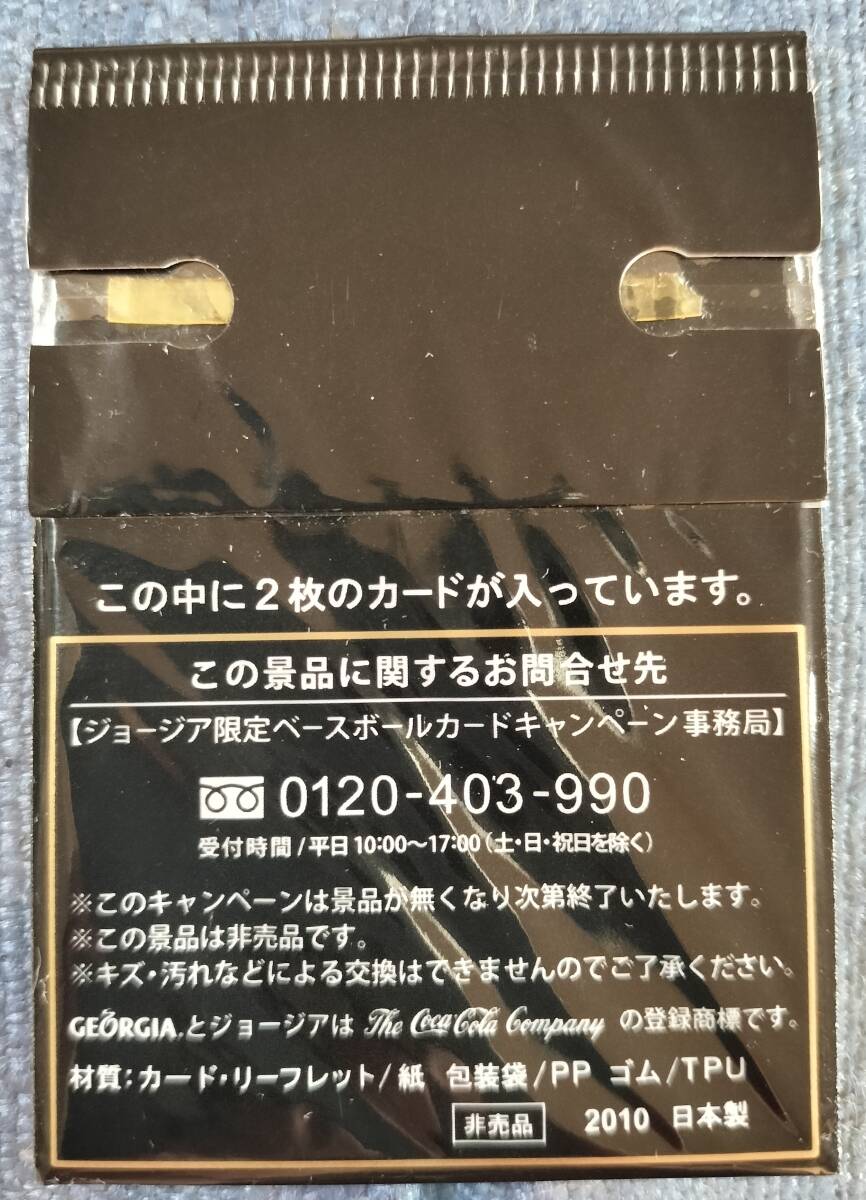 この中に2枚のカードが入っています。
この景品に関するお問合せ先
【ジョージア限定ベースボールカードキャンペーン事務局】
0120-403-990
受付時間/平日10:00〜17:00(土・日・祝日を除く)
※このキャンペーンは景品が無くなり次第終了いたします。
※この景品は非売品です。
※キズ・汚れなどによる交換はできませんのでご了承ください。
GEORGIA とジョージアは The Coca-Cola Company の登録商標です。
材質:カード・リーフレット/紙 包装袋/PP ゴム/TPU
非売品 2010 日本製